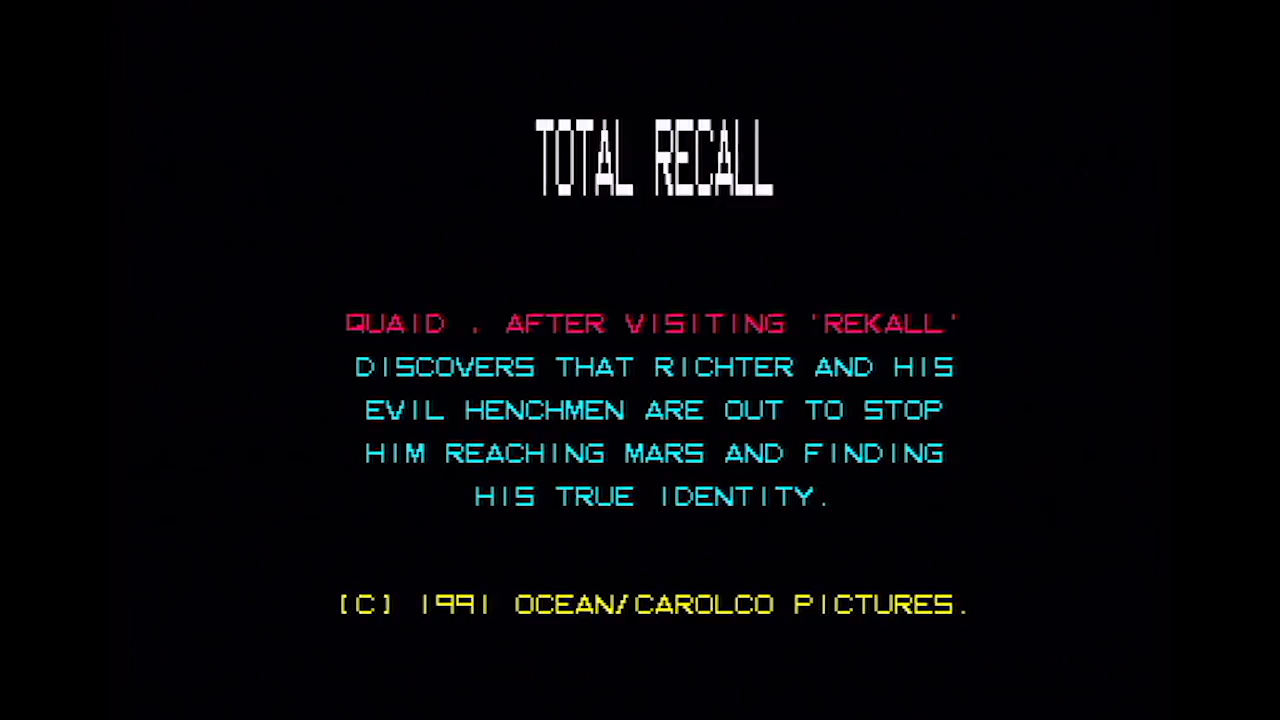 TOTAL RECALL
QUAID . AFTER VISITING 'REKALL'
DISCOVERS THAT RICHTER AND HIS
EVIL HENCHMEN ARE OUT TO STOP
HIM REACHING MARS AND FINDING
HIS TRUE IDENTITY.
[C] 1991 OCEAN/CAROLCO PICTURES.